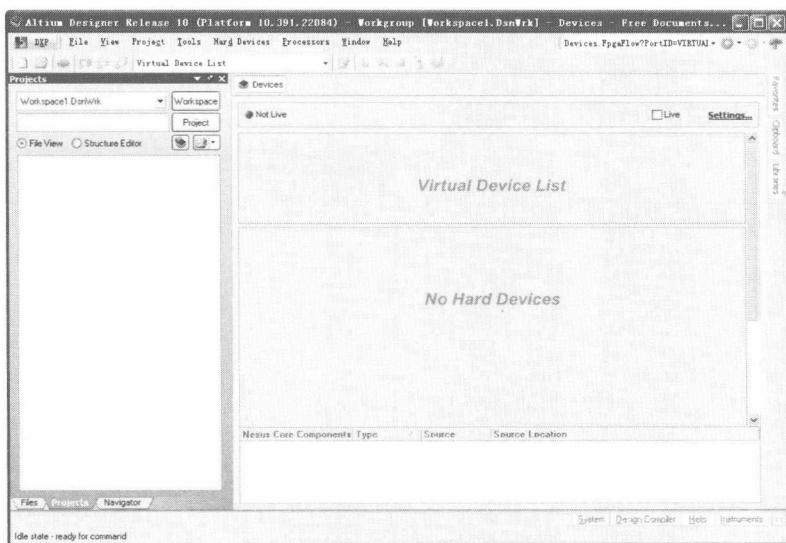 Altium Designer Release 10 (Platform 10.391.22084) - Workgroup [Workspace1.DsnWrk] - Devices - Free Documents...
DXP File View Project Tools Hard Devices Processors Window Help Devices.FpgaFlow?PortID=VIRTUAL
Virtual Device List
Projects
Workspace1.DsnWrk Workspace
Project
File View Structure Editor
Devices
Not Live Live Settings...
Virtual Device List
No Hard Devices
Nexus Core Components Type Source Source Location
Favorites Clipboard Libraries
Files Projects Navigator
System Design Compiler Help Instruments
Idle state - ready for command